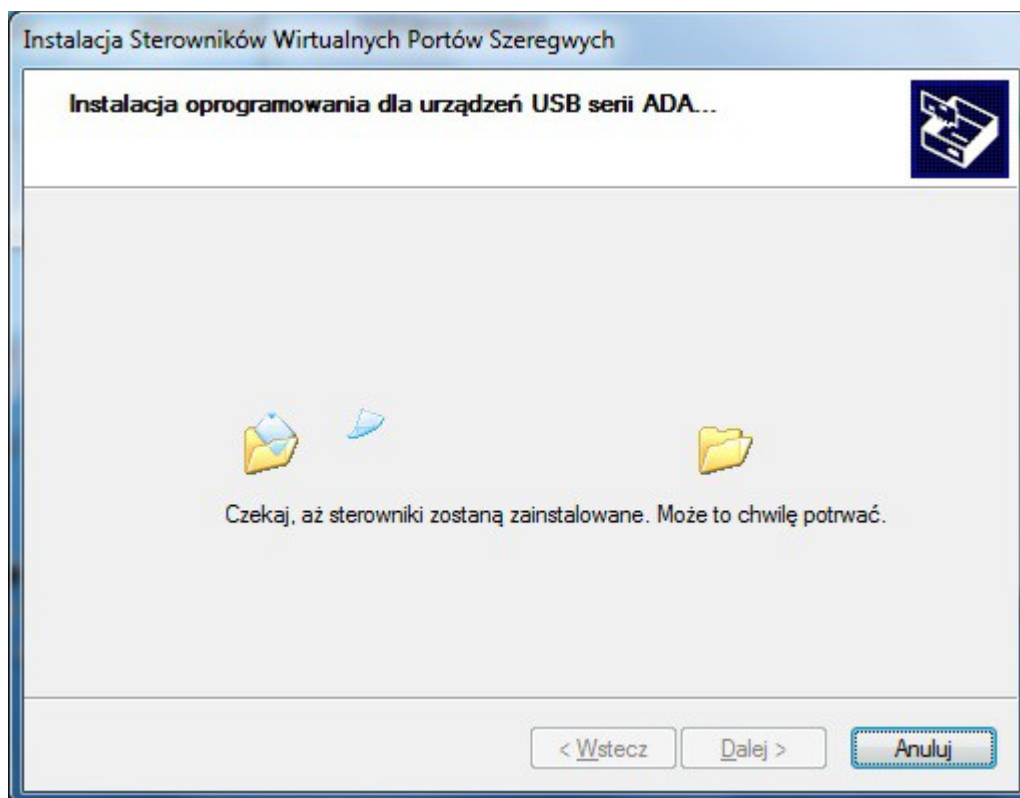 Instalacja Sterowników Wirtualnych Portów Szeregwych
Instalacja oprogramowania dla urządzeń USB serii ADA...
Czekaj, aż sterowniki zostaną zainstalowane. Może to chwilę potrwać.
< Wstecz
Dalej >
Anuluj